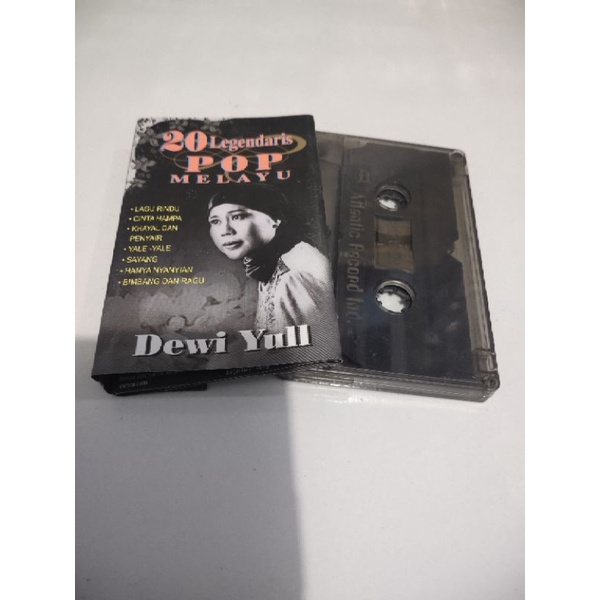 20 Legendaris
POP
MELAYU
• LAGU RINDU
• CINTA HAMPA
• KHAYAL DAN
PENYAIR
• YALE -YALE
• SAYANG
• HANYA NYANYIAN
• BIMBANG DAN RAGU
Dewi Yull
Atlantic Record Ind.